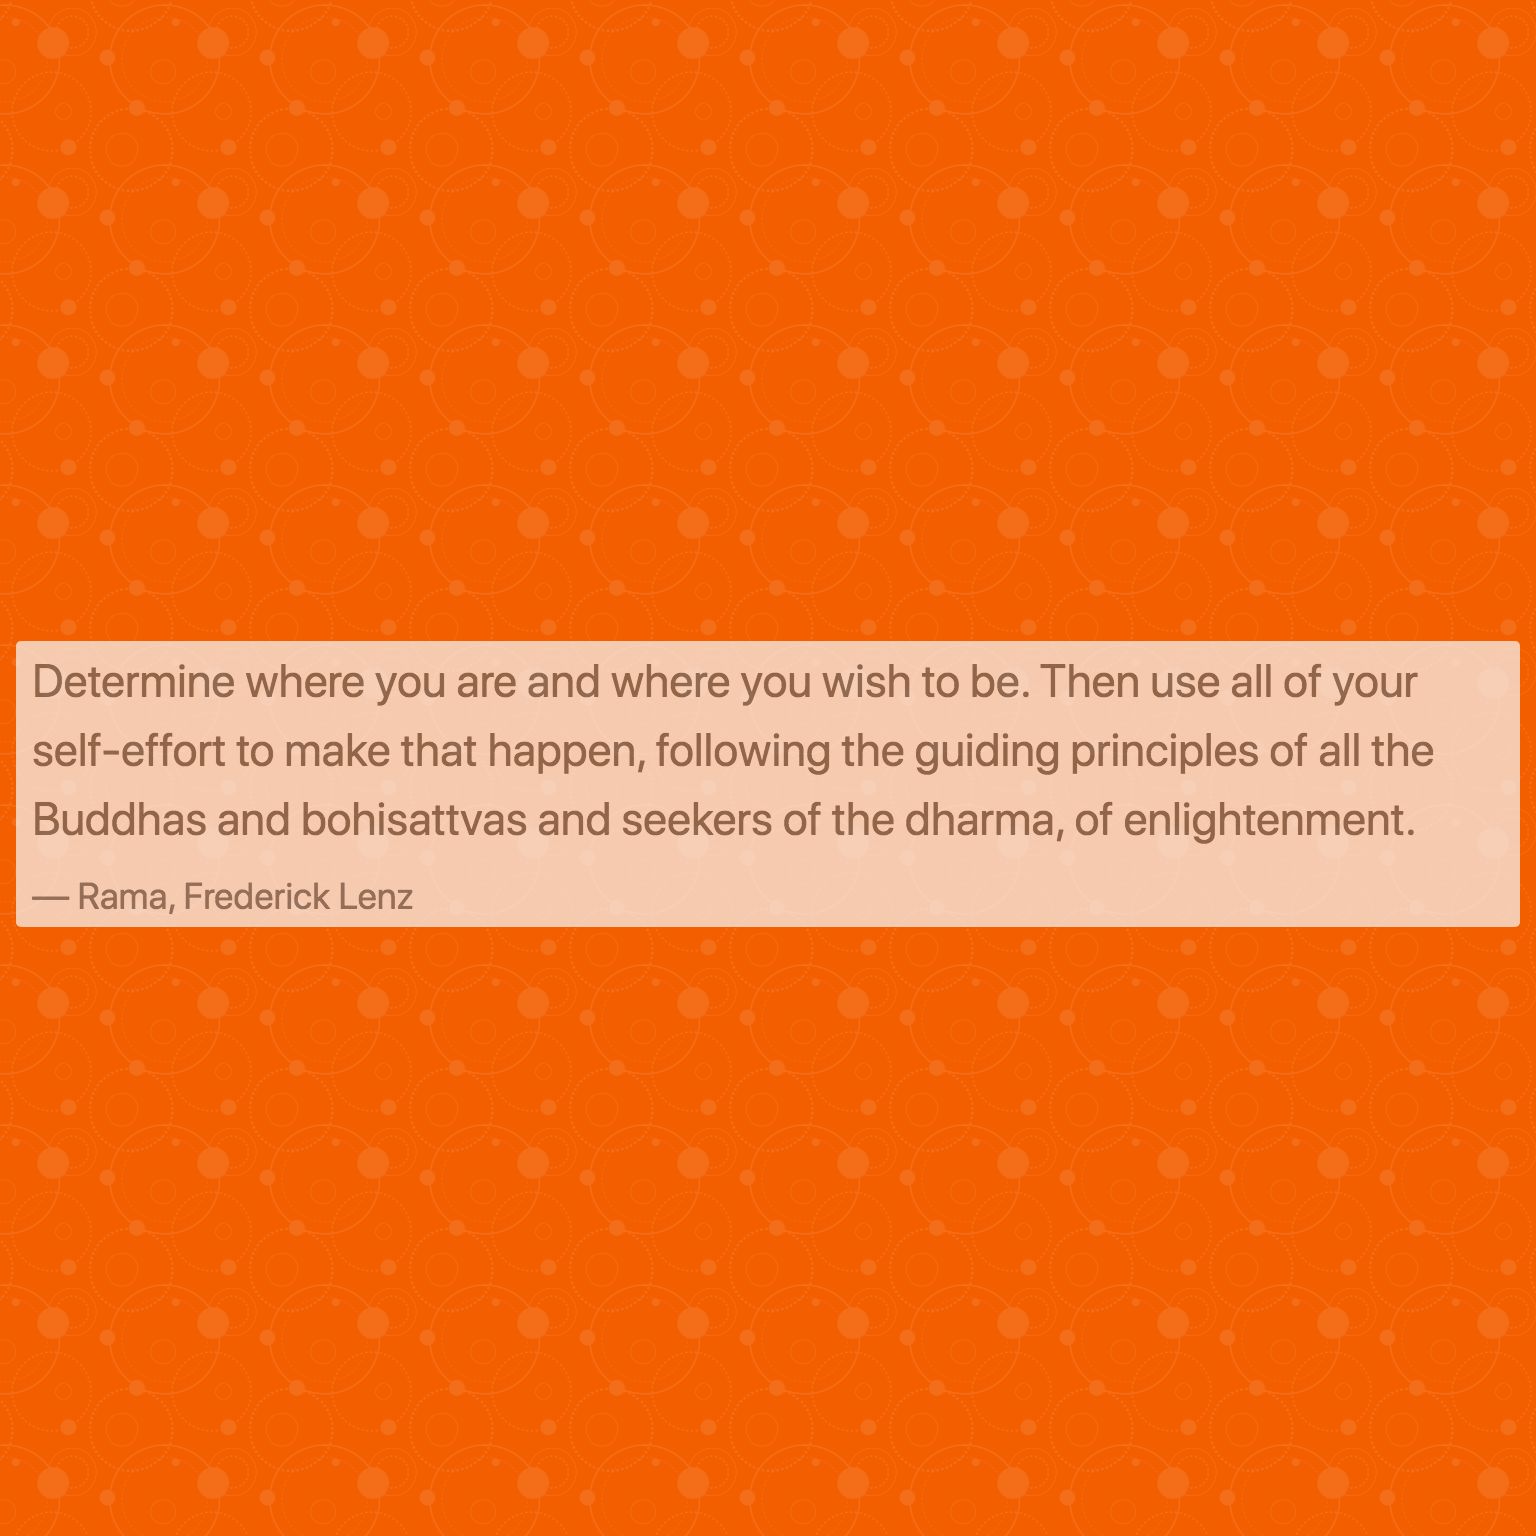 Determine where you are and where you wish to be. Then use all of your
self-effort to make that happen, following the guiding principles of all the
Buddhas and bohisattvas and seekers of the dharma, of enlightenment.
— Rama, Frederick Lenz